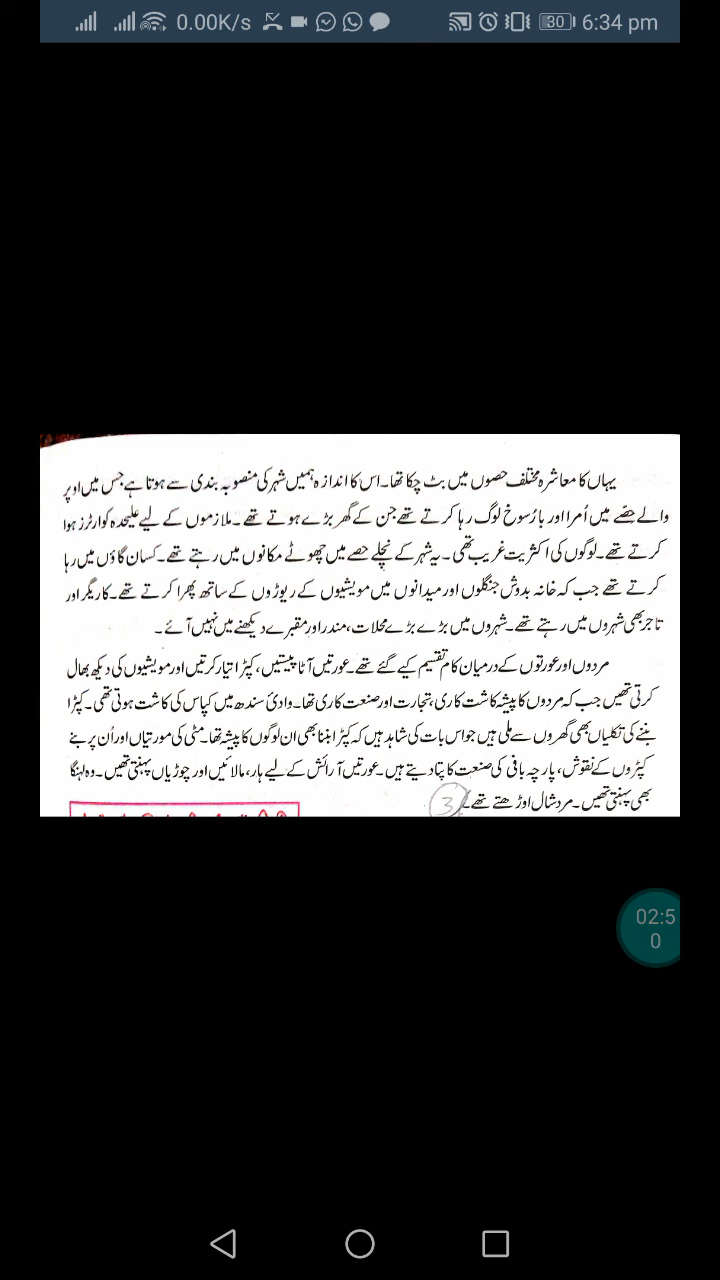 0.00K/s 30 6:34 pm
یہاں کا معاشرہ مختلف حصوں میں بٹ چکا تھا۔ اس کا اندازہ ہمیں شہر کی منصوبہ بندی سے ہوتا ہے جس میں اوپر
والے حصّے میں اُمرا اور بارُسوخ لوگ رہا کرتے تھے جن کے گھر بڑے ہوتے تھے۔ ملازموں کے لیے علیحدہ کوارٹرز ہوا
کرتے تھے۔ لوگوں کی اکثریت غریب تھی۔ یہ شہر کے نچلے حصے میں چھوٹے مکانوں میں رہتے تھے۔ کسان گاؤں میں رہا
کرتے تھے جب کہ خانہ بدوش جنگلوں اور میدانوں میں مویشیوں کے ریوڑوں کے ساتھ پھرا کرتے تھے۔ کاریگر اور
تاجر بھی شہروں میں رہتے تھے۔ شہروں میں بڑے بڑے محلات، مندر اور مقبرے دیکھنے میں نہیں آئے۔
مردوں اور عورتوں کے درمیان کام تقسیم کیے گئے تھے۔ عورتیں آٹا پیستیں، کپڑا تیار کرتیں اور مویشیوں کی دیکھ بھال
کرتی تھیں جب کہ مردوں کا پیشہ کاشت کاری، تجارت اور صنعت کاری تھا۔ وادیٔ سندھ میں کپاس کی کاشت ہوتی تھی۔ کپڑا
بننے کی تکلیاں بھی گھروں سے ملی ہیں جو اس بات کی شاہد ہیں کہ کپڑا بننا بھی ان لوگوں کا پیشہ تھا۔ مٹی کی مورتیاں اور اُن پر بنے
کپڑوں کے نقوش، پارچہ بافی کی صنعت کا پتا دیتے ہیں۔ عورتیں آرائش کے لیے ہار، مالائیں اور چوڑیاں پہنتی تھیں۔ وہ لہنگا
بھی پہنتی تھیں۔ مرد شال اوڑھتے تھے۔ 3
02:5
0